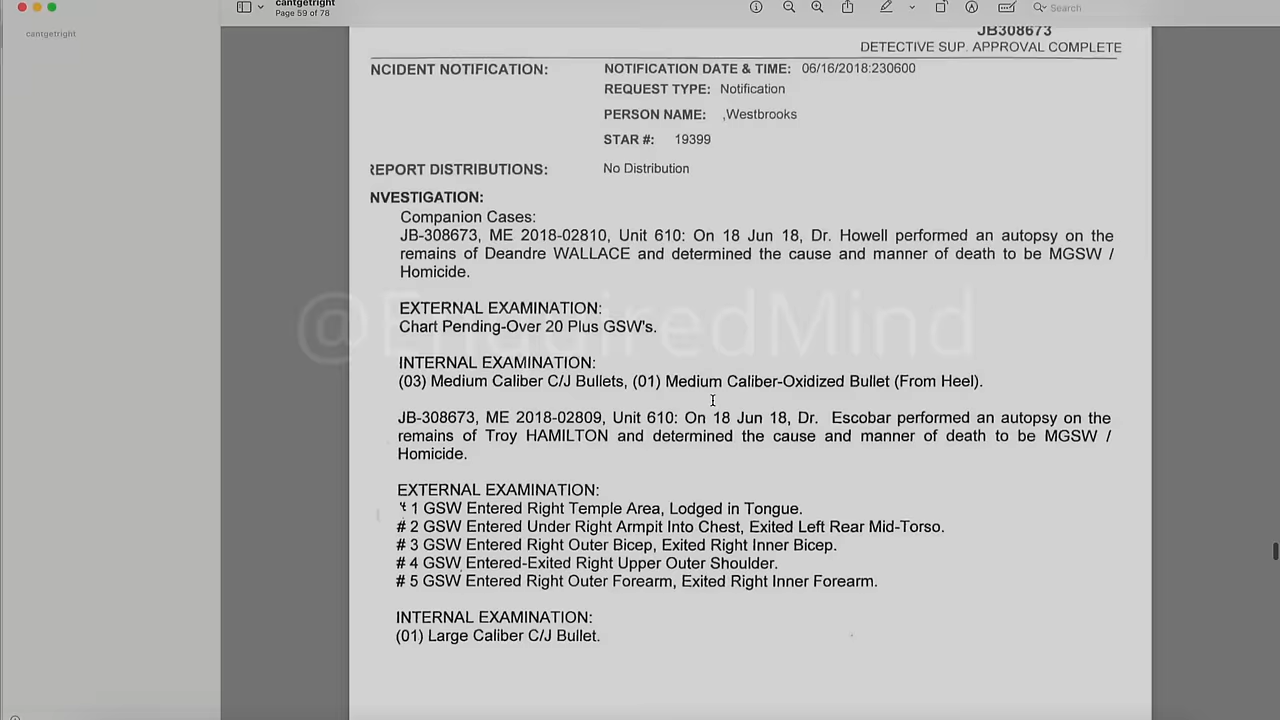 cantgetright
Page 59 of 78
Search
cantgetright
JB308673
DETECTIVE SUP. APPROVAL COMPLETE
NCIDENT NOTIFICATION: NOTIFICATION DATE & TIME: 06/16/2018:230600
REQUEST TYPE: Notification
PERSON NAME: ,Westbrooks
STAR #: 19399
REPORT DISTRIBUTIONS: No Distribution
NVESTIGATION:
Companion Cases:
JB-308673, ME 2018-02810, Unit 610: On 18 Jun 18, Dr. Howell performed an autopsy on the
remains of Deandre WALLACE and determined the cause and manner of death to be MGSW /
Homicide.
@EnquiredMind
EXTERNAL EXAMINATION:
Chart Pending-Over 20 Plus GSW's.
INTERNAL EXAMINATION:
(03) Medium Caliber C/J Bullets, (01) Medium Caliber-Oxidized Bullet (From Heel).
JB-308673, ME 2018-02809, Unit 610: On 18 Jun 18, Dr. Escobar performed an autopsy on the
remains of Troy HAMILTON and determined the cause and manner of death to be MGSW /
Homicide.
EXTERNAL EXAMINATION:
1 GSW Entered Right Temple Area, Lodged in Tongue.
# 2 GSW Entered Under Right Armpit Into Chest, Exited Left Rear Mid-Torso.
# 3 GSW Entered Right Outer Bicep, Exited Right Inner Bicep.
# 4 GSW Entered-Exited Right Upper Outer Shoulder.
# 5 GSW Entered Right Outer Forearm, Exited Right Inner Forearm.
INTERNAL EXAMINATION:
(01) Large Caliber C/J Bullet.